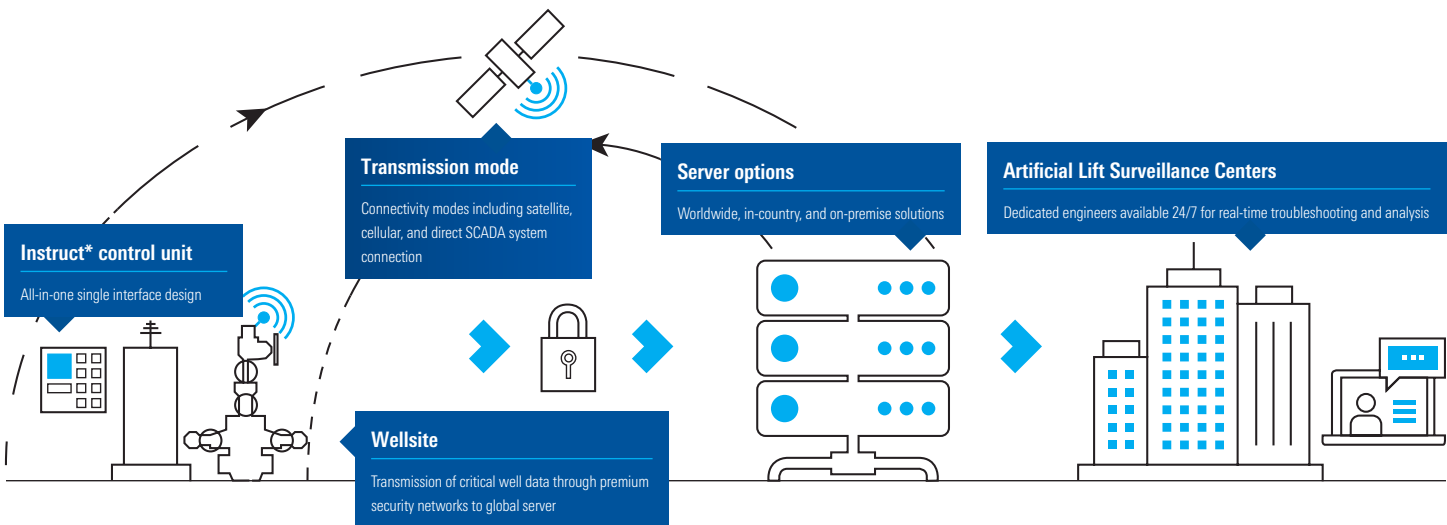 Instruct* control unit
All-in-one single interface design
Transmission mode
Connectivity modes including satellite,
cellular, and direct SCADA system
connection
Wellsite
Transmission of critical well data through premium
security networks to global server
Server options
Worldwide, in-country, and on-premise solutions
Artificial Lift Surveillance Centers
Dedicated engineers available 24/7 for real-time troubleshooting and analysis